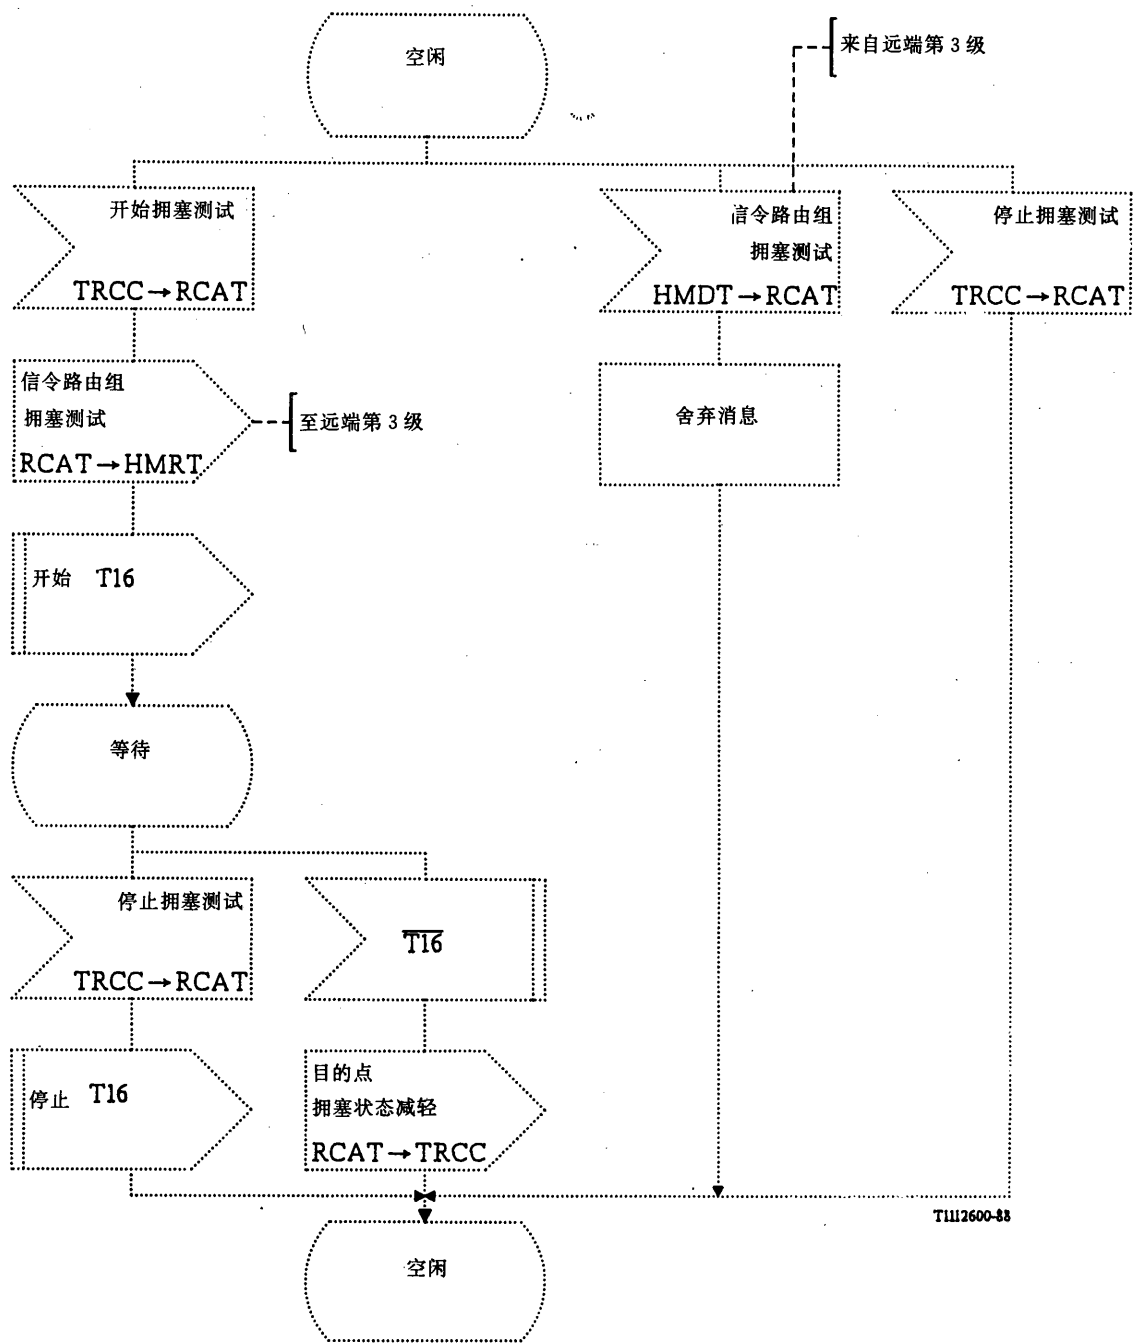 空闲
来自远端第 3 级
开始拥塞测试
TRCC→RCAT
信令路由组
拥塞测试
HMDT→RCAT
停止拥塞测试
TRCC→RCAT
信令路由组
拥塞测试
RCAT→HMRT
至远端第 3 级
舍弃消息
开始 T16
等待
停止拥塞测试
TRCC→RCAT
T16
停止 T16
目的点
拥塞状态减轻
RCAT→TRCC
T1112600-88
空闲